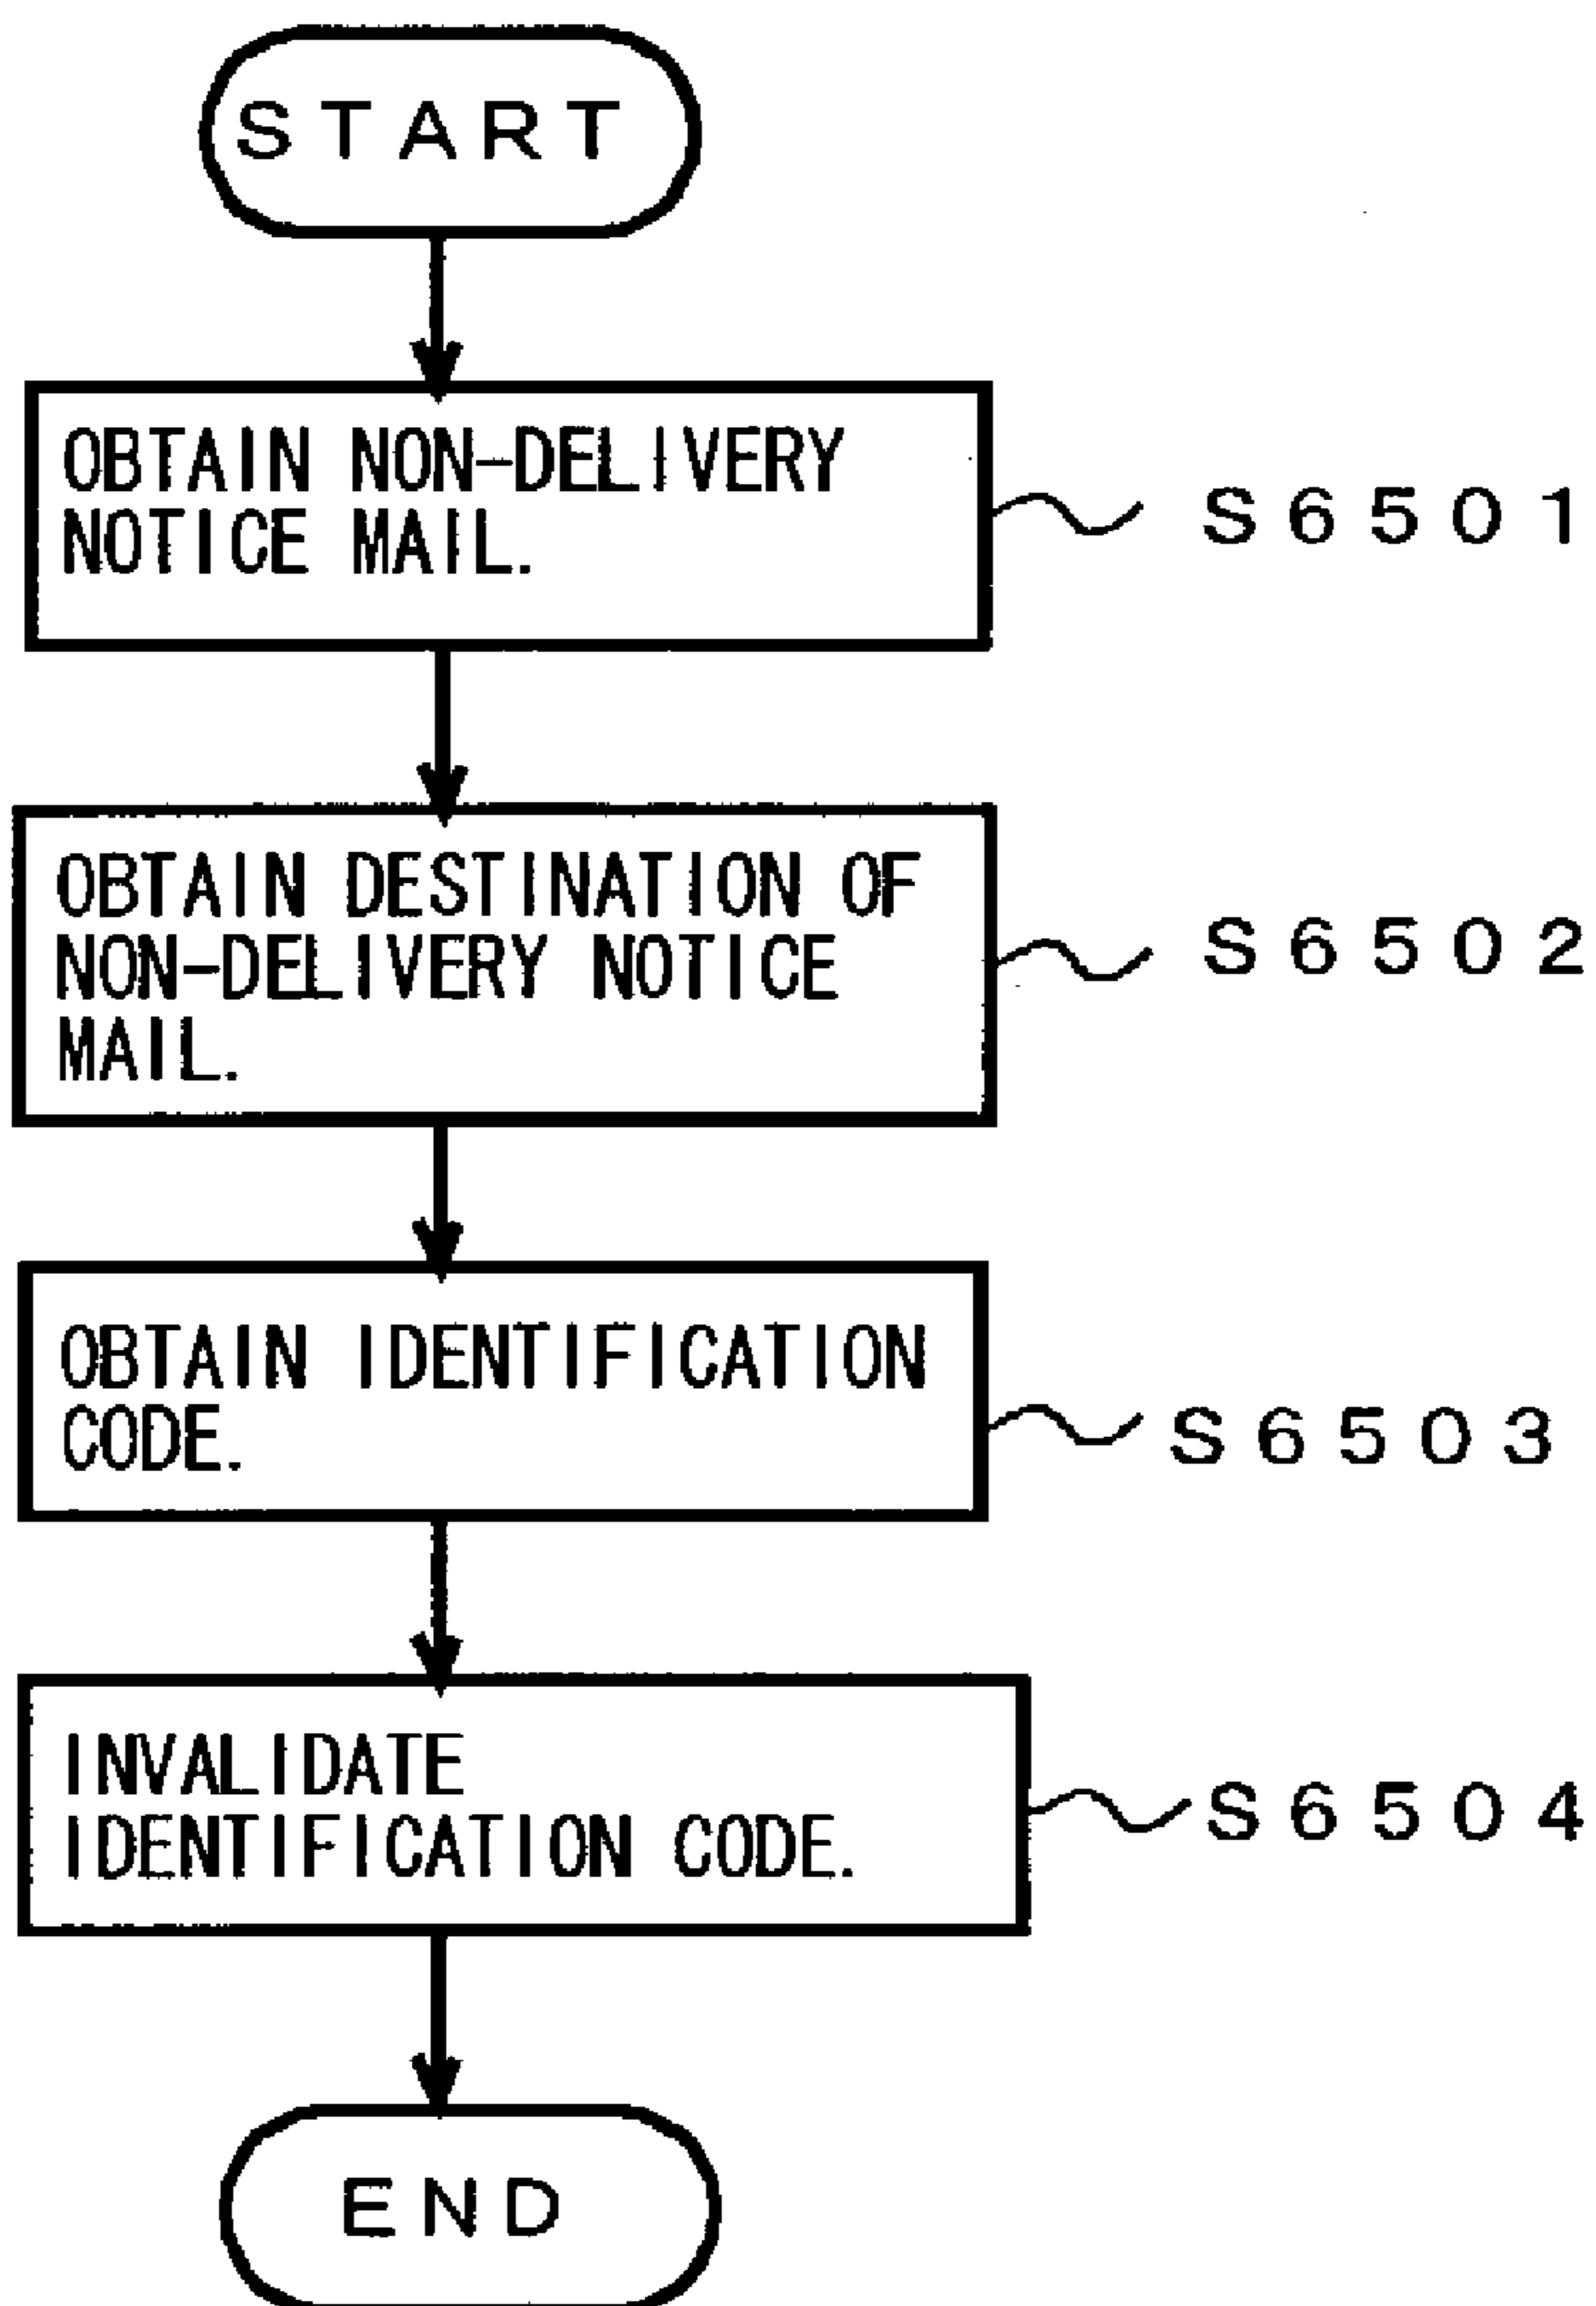 START
OBTAIN NON-DELIVERY
NOTICE MAIL.
S6501
OBTAIN DESTINATION OF
NON-DELIVERY NOTICE
MAIL.
S6502
OBTAIN IDENTIFICATION
CODE.
S6503
INVALIDATE
IDENTIFICATION CODE.
S6504
END